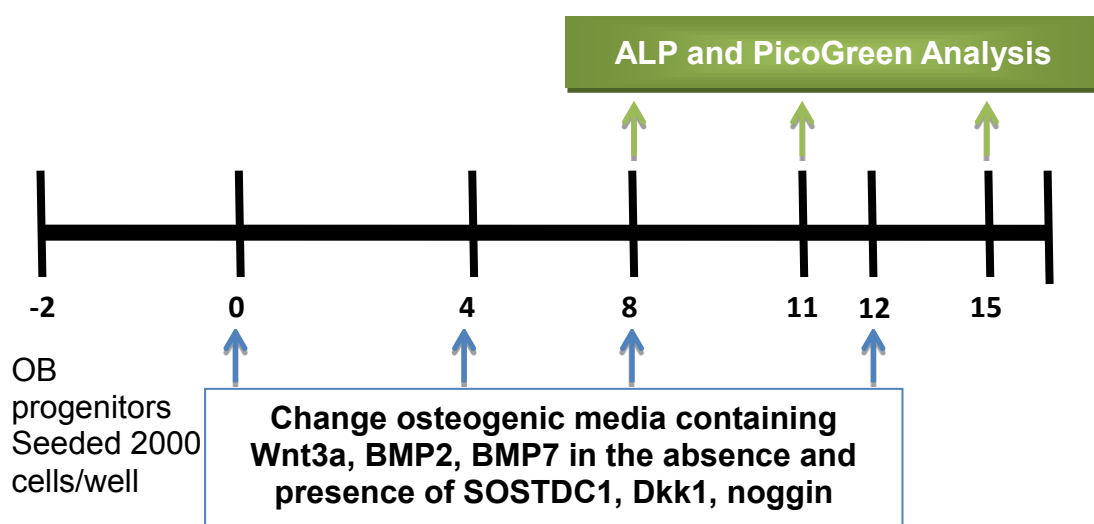 ALP and PicoGreen Analysis
-2 0 4 8 11 12 15
OB
progenitors
Seeded 2000
cells/well
Change osteogenic media containing
Wnt3a, BMP2, BMP7 in the absence and
presence of SOSTDC1, Dkk1, noggin